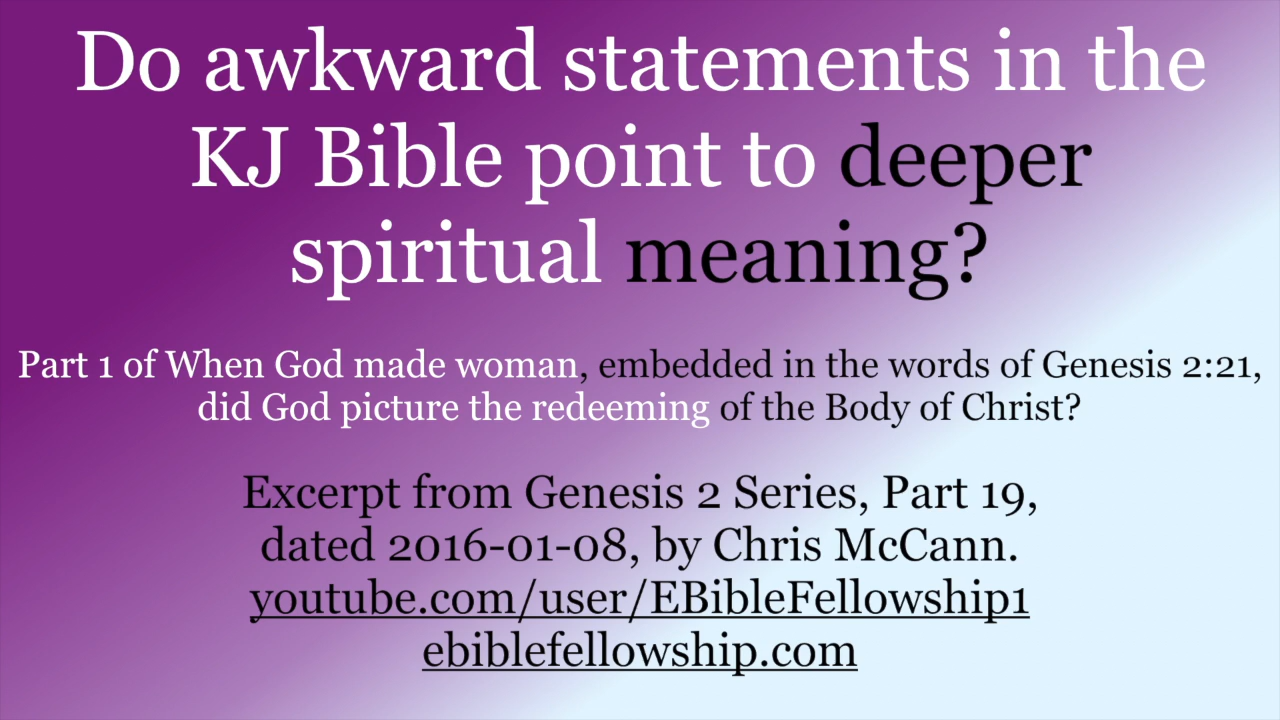 Do awkward statements in the
KJ Bible point to deeper
spiritual meaning?
Part 1 of When God made woman, embedded in the words of Genesis 2:21,
did God picture the redeeming of the Body of Christ?
Excerpt from Genesis 2 Series, Part 19,
dated 2016-01-08, by Chris McCann.
youtube.com/user/EBibleFellowship1
ebiblefellowship.com